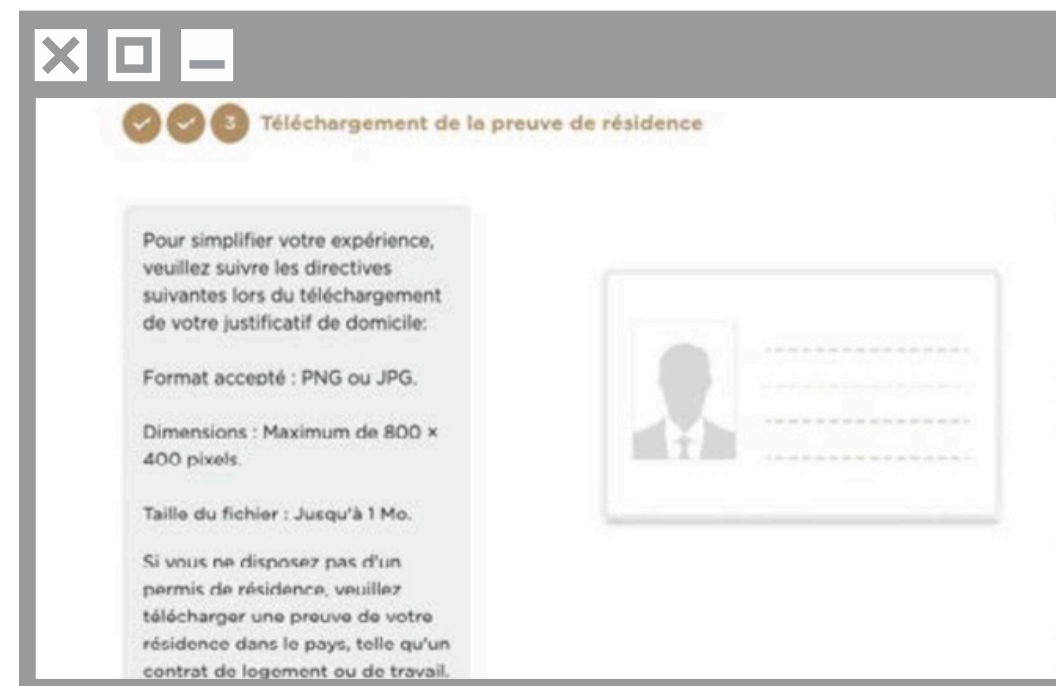 3 Téléchargement de la preuve de résidence
Pour simplifier votre expérience,
veuillez suivre les directives
suivantes lors du téléchargement
de votre justificatif de domicile:
Format accepté : PNG ou JPG.
Dimensions : Maximum de 800 ×
400 pixels.
Taille du fichier : Jusqu'à 1 Mo.
Si vous ne disposez pas d'un
permis de résidence, veuillez
télécharger une preuve de votre
résidence dans le pays, telle qu'un
contrat de logement ou de travail.